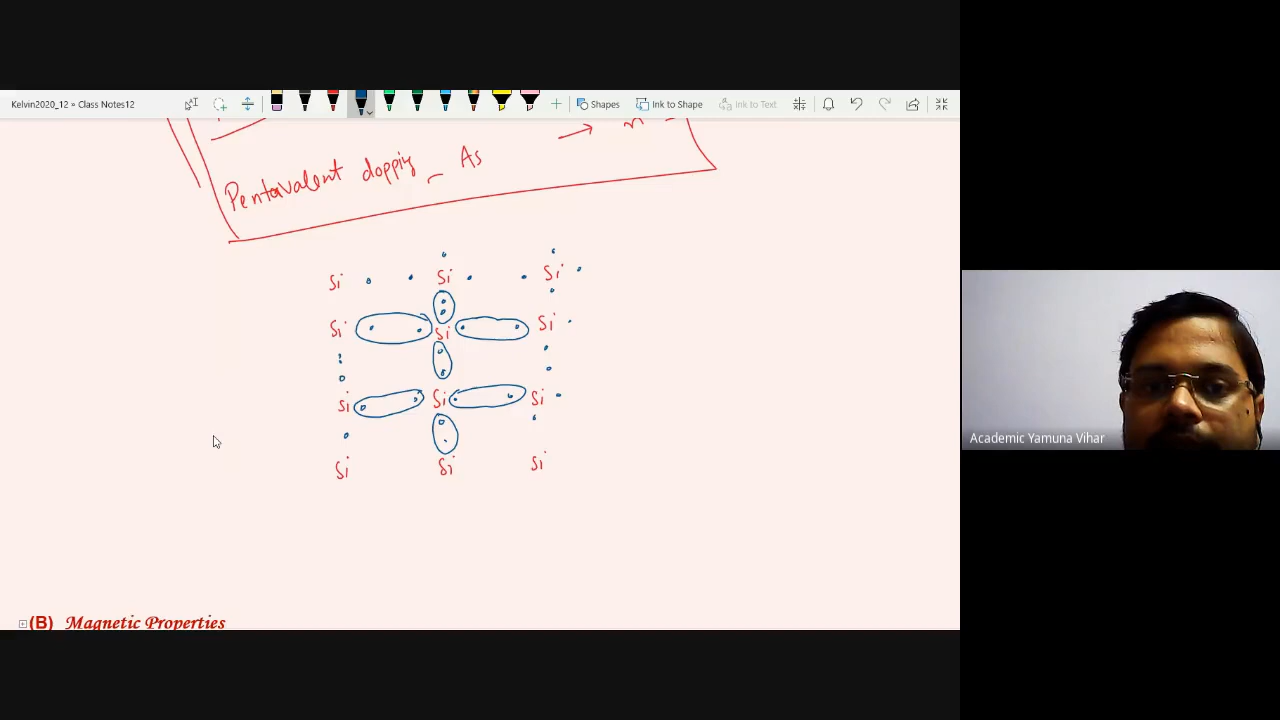 Kelvin2020_12 » Class Notes12
Shapes
Ink to Shape
Ink to Text
Pentavalent dopping - As
→ n
Si Si Si
Si Si Si
Si Si Si
Si Si Si
(B) Magnetic Properties
Academic Yamuna Vihar